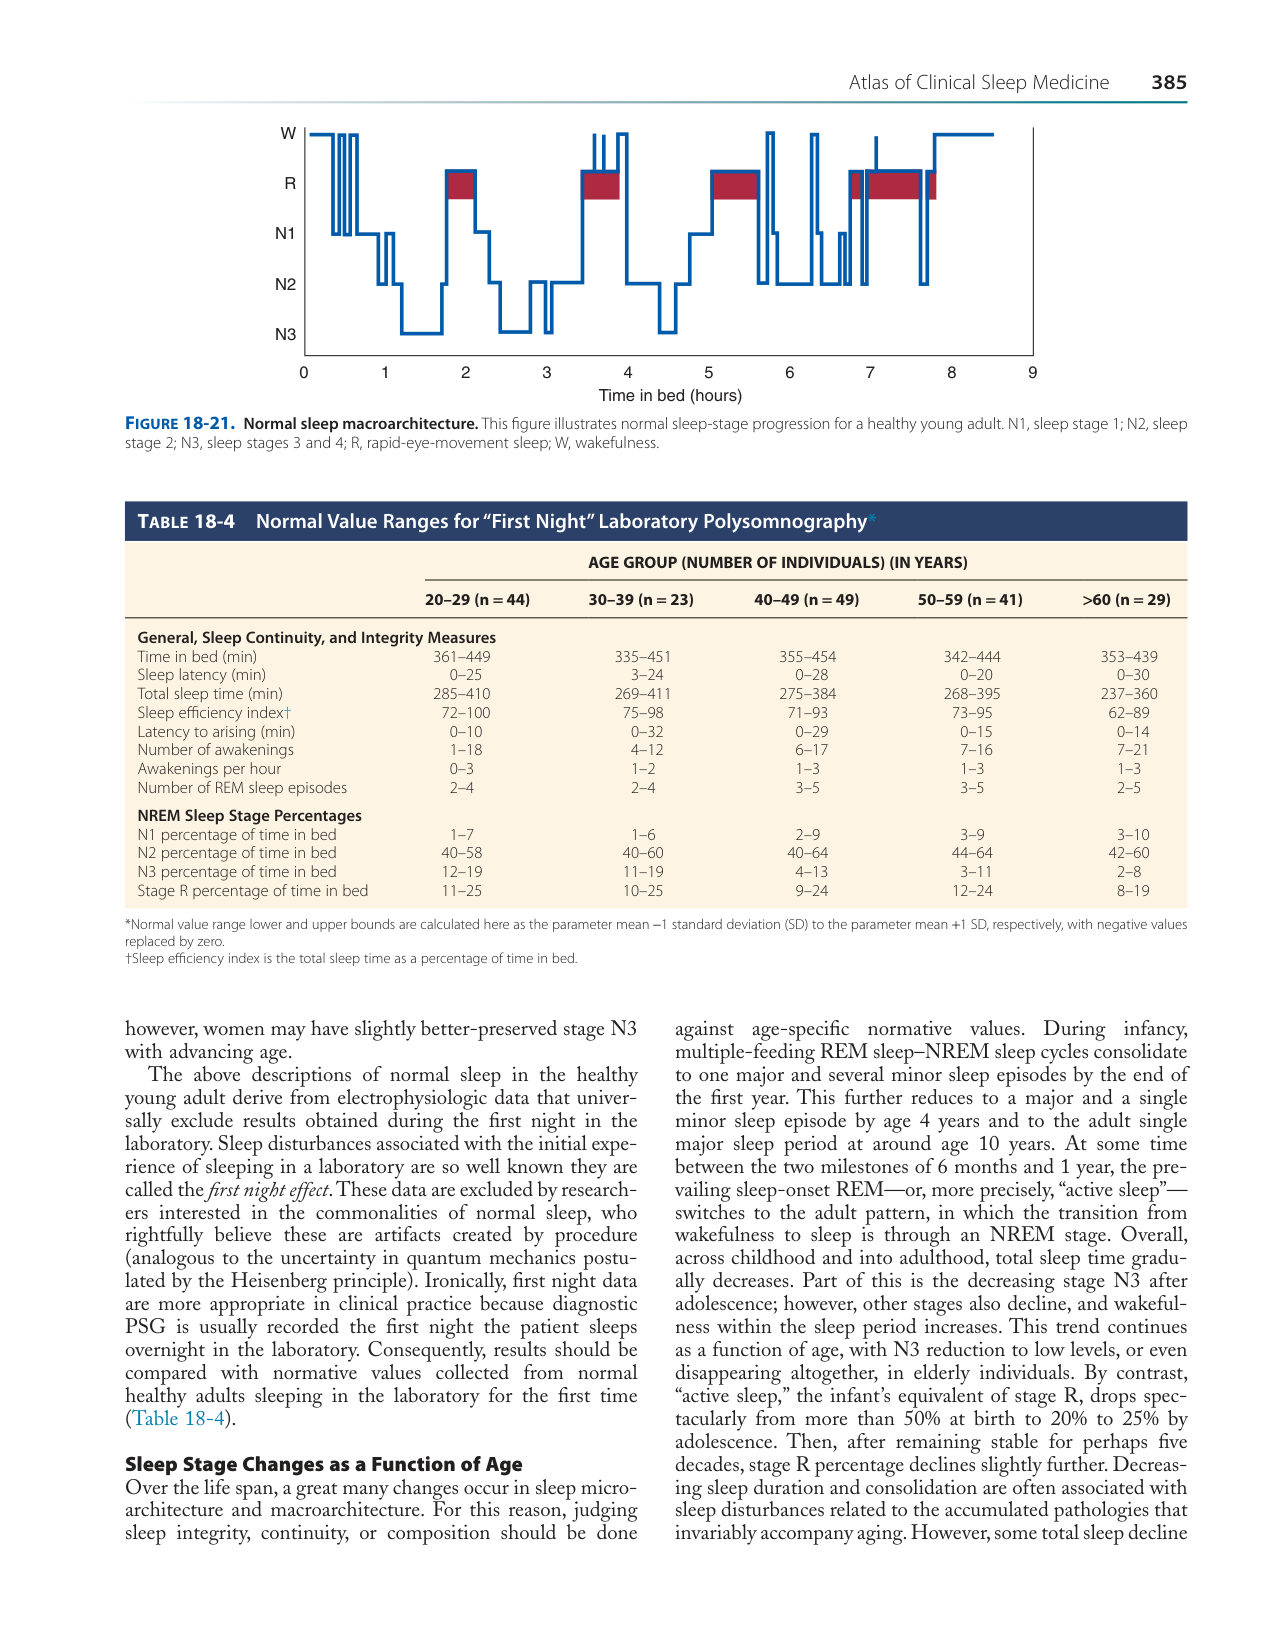 Atlas of Clinical Sleep Medicine 385
W
R
N1
N2
N3
0 1 2 3 4 5 6 7 8 9
Time in bed (hours)
FIGURE 18-21. Normal sleep macroarchitecture. This figure illustrates normal sleep-stage progression for a healthy young adult. N1, sleep stage 1; N2, sleep
stage 2; N3, sleep stages 3 and 4; R, rapid-eye-movement sleep; W, wakefulness.
TABLE 18-4 Normal Value Ranges for “First Night” Laboratory Polysomnography*
AGE GROUP (NUMBER OF INDIVIDUALS) (IN YEARS)
20–29 (n = 44) 30–39 (n = 23) 40–49 (n = 49) 50–59 (n = 41) >60 (n = 29)
General, Sleep Continuity, and Integrity Measures
Time in bed (min) 361–449 335–451 355–454 342–444 353–439
Sleep latency (min) 0–25 3–24 0–28 0–20 0–30
Total sleep time (min) 285–410 269–411 275–384 268–395 237–360
Sleep efficiency index† 72–100 75–98 71–93 73–95 62–89
Latency to arising (min) 0–10 0–32 0–29 0–15 0–14
Number of awakenings 1–18 4–12 6–17 7–16 7–21
Awakenings per hour 0–3 1–2 1–3 1–3 1–3
Number of REM sleep episodes 2–4 2–4 3–5 3–5 2–5
NREM Sleep Stage Percentages
N1 percentage of time in bed 1–7 1–6 2–9 3–9 3–10
N2 percentage of time in bed 40–58 40–60 40–64 44–64 42–60
N3 percentage of time in bed 12–19 11–19 4–13 3–11 2–8
Stage R percentage of time in bed 11–25 10–25 9–24 12–24 8–19
*Normal value range lower and upper bounds are calculated here as the parameter mean −1 standard deviation (SD) to the parameter mean +1 SD, respectively, with negative values
replaced by zero.
†Sleep efficiency index is the total sleep time as a percentage of time in bed.
however, women may have slightly better-preserved stage N3
with advancing age.
The above descriptions of normal sleep in the healthy
young adult derive from electrophysiologic data that univer-
sally exclude results obtained during the first night in the
laboratory. Sleep disturbances associated with the initial expe-
rience of sleeping in a laboratory are so well known they are
called the first night effect. These data are excluded by research-
ers interested in the commonalities of normal sleep, who
rightfully believe these are artifacts created by procedure
(analogous to the uncertainty in quantum mechanics postu-
lated by the Heisenberg principle). Ironically, first night data
are more appropriate in clinical practice because diagnostic
PSG is usually recorded the first night the patient sleeps
overnight in the laboratory. Consequently, results should be
compared with normative values collected from normal
healthy adults sleeping in the laboratory for the first time
(Table 18-4).
Sleep Stage Changes as a Function of Age
Over the life span, a great many changes occur in sleep micro-
architecture and macroarchitecture. For this reason, judging
sleep integrity, continuity, or composition should be done
against age-specific normative values. During infancy,
multiple-feeding REM sleep–NREM sleep cycles consolidate
to one major and several minor sleep episodes by the end of
the first year. This further reduces to a major and a single
minor sleep episode by age 4 years and to the adult single
major sleep period at around age 10 years. At some time
between the two milestones of 6 months and 1 year, the pre-
vailing sleep-onset REM—or, more precisely, “active sleep”—
switches to the adult pattern, in which the transition from
wakefulness to sleep is through an NREM stage. Overall,
across childhood and into adulthood, total sleep time gradu-
ally decreases. Part of this is the decreasing stage N3 after
adolescence; however, other stages also decline, and wakeful-
ness within the sleep period increases. This trend continues
as a function of age, with N3 reduction to low levels, or even
disappearing altogether, in elderly individuals. By contrast,
“active sleep,” the infant’s equivalent of stage R, drops spec-
tacularly from more than 50% at birth to 20% to 25% by
adolescence. Then, after remaining stable for perhaps five
decades, stage R percentage declines slightly further. Decreas-
ing sleep duration and consolidation are often associated with
sleep disturbances related to the accumulated pathologies that
invariably accompany aging. However, some total sleep decline